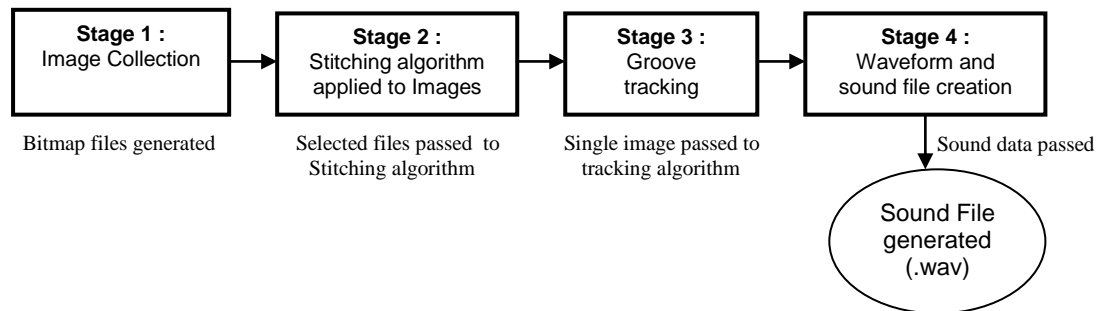 Stage 1 :
Image Collection
Stage 2 :
Stitching algorithm
applied to Images
Stage 3 :
Groove
tracking
Stage 4 :
Waveform and
sound file creation
Bitmap files generated
Selected files passed to
Stitching algorithm
Single image passed to
tracking algorithm
Sound data passed
Sound File
generated
(.wav)